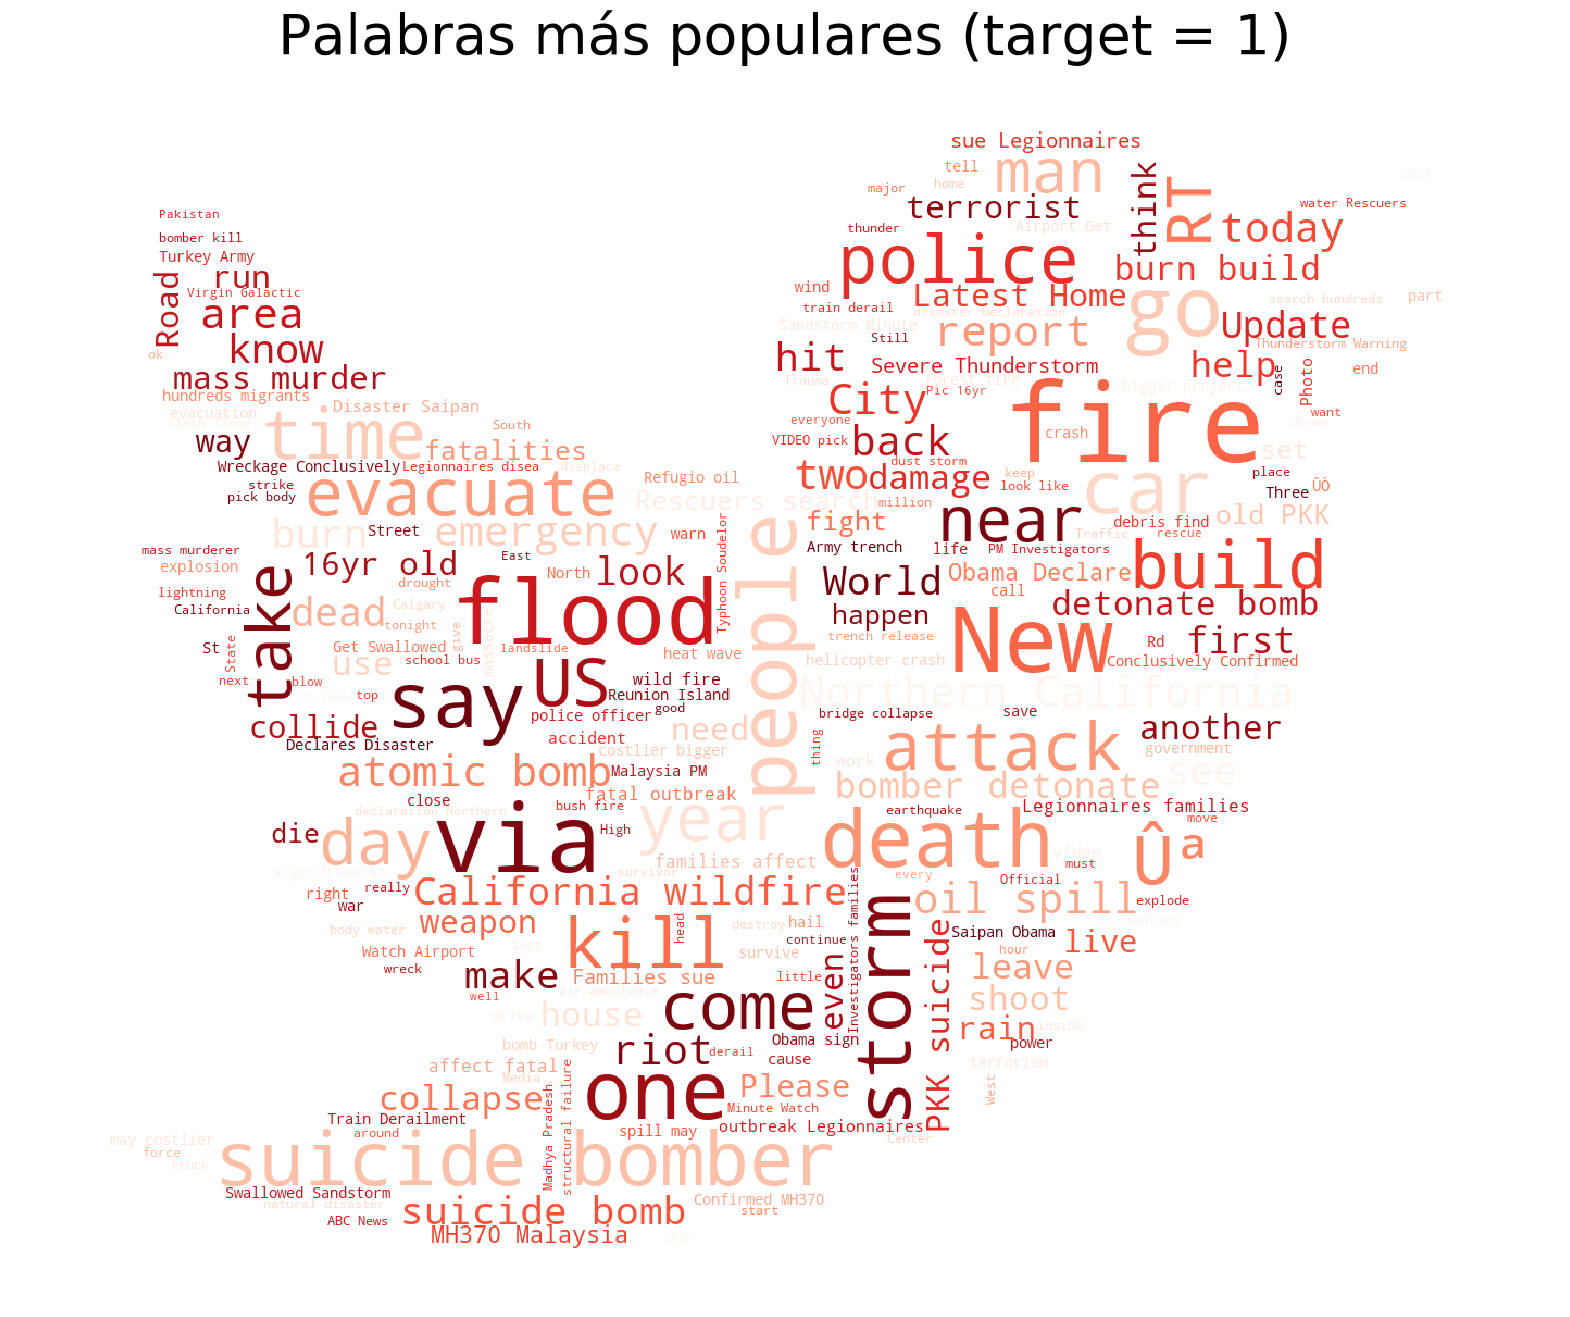 Palabras más populares (target = 1)
sue Legionnaires
tell
man
home
major
terrorist
think
RT
water Rescuers
Pakistan
bomber kill
Turkey Army
thunder
Airport Get
today
police
burn build
Road
run
Virgin Galactic
wind
Latest Home
go
search hundreds
part
area
train derail
disaster declaration
Sandstorm Minute
report
Update
know
ok
Still
hit
Thunderstorm Warning
mass murder
Severe Thunderstorm
help
case
Photo
end
hundreds migrants
Trauma
forest fire
Pic 16yr
bigger project
fire
Disaster Saipan
evacuation
flash flood
time
South
City
everyone
crash
want
drown
way
fatalities
VIDEO pick
back
set
Wreckage Conclusively
Legionnaires disea
displace
two
dust storm
keep
place
strike
pick body
evacuate
Refugio oil
Rescuers search
damage
look like
car
Three
Ûò
million
burn
Street
emergency
warn
fight
near
debris find
old PKK
Traffic
rescue
mass murderer
explosion
16yr old
East
North
look
Typhoon Soudelor
people
Army trench
life
PM Investigators
build
lightning
California
take
drought
flood
World
Obama Declare
call
dead
Calgary
tonight
massacre
happen
New
detonate bomb
St
State
Get Swallowed
give
landslide
heat wave
trench release
Rd
first
next
blow
use
school bus
US
wild fire
helicopter crash
Conclusively Confirmed
tornado
top
say
Reunion Island
good
Northern California
collide
police officer
need
bridge collapse
save
another
Declares Disaster
accident
costlier bigger
thing
attack
government
atomic bomb
Malaysia PM
work
see
close
bush fire
fatal outbreak
bomber detonate
declaration Northern
via
High
year
earthquake
Legionnaires families
move
die
day
death
Û
a
sign disaster
families affect
video
must
survivor
every
Official
right
really
war
California wildfire
Investigators families
oil spill
explode
Hiroshima
weapon
head
destroy
hail
storm
body water
last
kill
continue
PKK suicide
Saipan Obama
live
Watch Airport
survive
hour
wreck
make
Families sue
little
even
leave
well
air ambulance
come
shoot
drive
house
rain
inside
bomb Turkey
riot
derail
Obama sign
cause
power
affect fatal
Media
terrorism
one
Please
West
collapse
Madhya Pradesh
structural failure
Minute Watch
Train Derailment
around
spill may
outbreak Legionnaires
Center
may costlier
force
truck
suicide bomber
Swallowed Sandstorm
natural disaster
Confirmed MH370
start
ABC News
suicide bomb
MH370 Malaysia
due